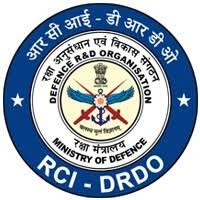 आर सी आई - डी आर डी ओ
रक्षा अनुसंधान एवं विकास संगठन
DEFENCE R&D ORGANISATION
रक्षा मंत्रालय
MINISTRY OF DEFENCE
RCI - DRDO